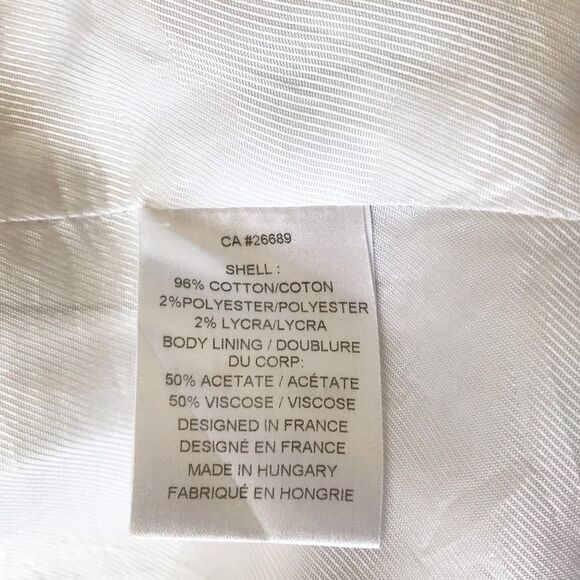 CA #26689
SHELL :
96% COTTON/COTON
2%POLYESTER/POLYESTER
2% LYCRA/LYCRA
BODY LINING / DOUBLURE
DU CORP:
50% ACETATE / ACÉTATE
50% VISCOSE / VISCOSE
DESIGNED IN FRANCE
DESIGNÉ EN FRANCE
MADE IN HUNGARY
FABRIQUÉ EN HONGRIE